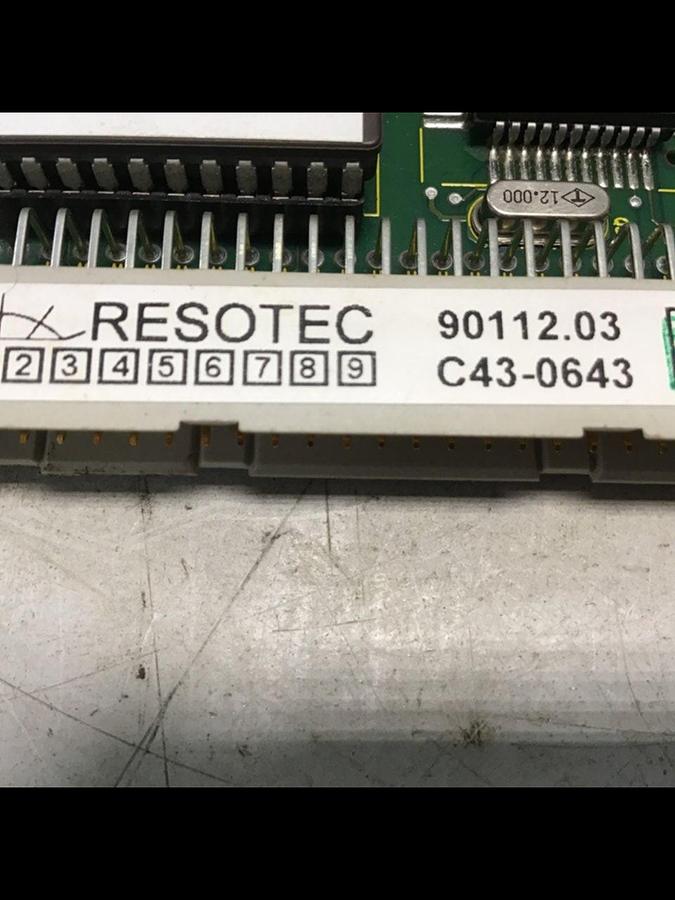 12.000
RESOTEC 90112.03
2 3 4 5 6 7 8 9 C43-0643